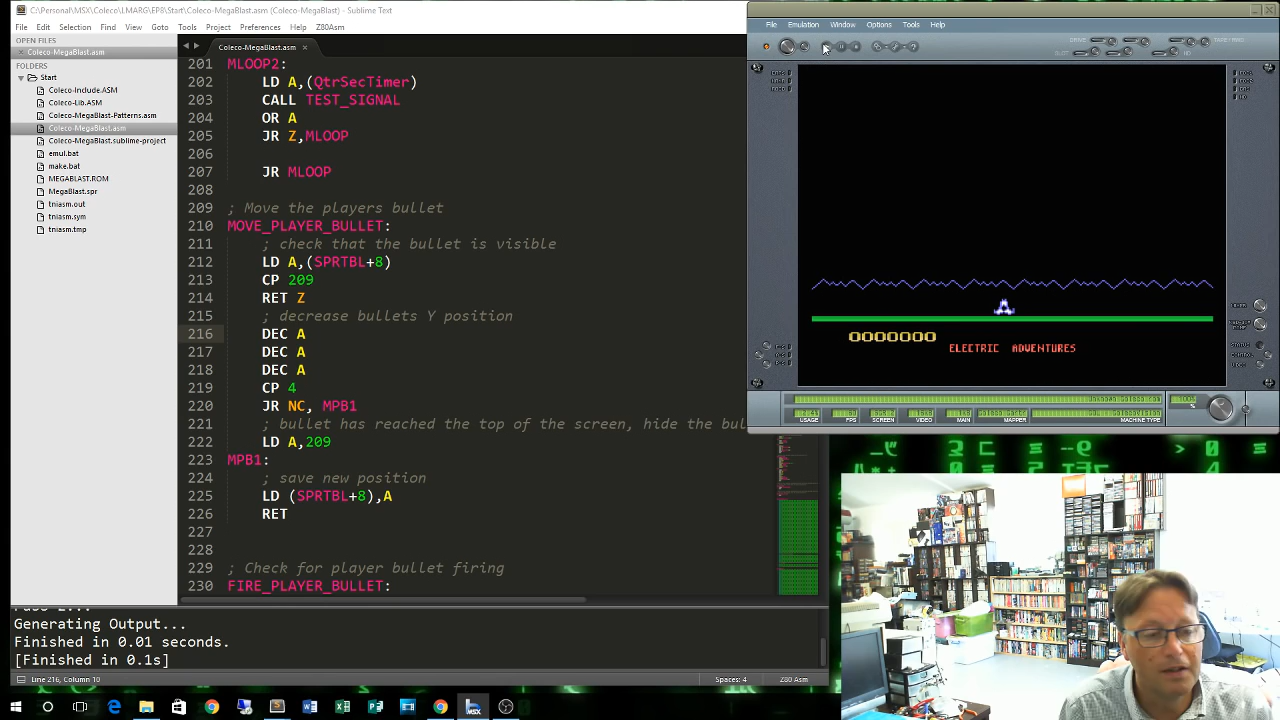 C:\Personal\MSX\Coleco\LMARG\EP8\Start\Coleco-MegaBlast.asm (Coleco-MegaBlast) - Sublime Text
File Edit Selection Find View Goto Tools Project Preferences Help Z80Asm
OPEN FILES
Coleco-MegaBlast.asm
FOLDERS
Start
Coleco-Include.ASM
Coleco-Lib.ASM
Coleco-MegaBlast-Patterns.asm
Coleco-MegaBlast.asm
Coleco-MegaBlast.sublime-project
emul.bat
make.bat
MEGABLAST.ROM
MegaBlast.spr
tniasm.out
tniasm.sym
tniasm.tmp
Coleco-MegaBlast.asm
201 MLOOP2:
202 LD A,(QtrSecTimer)
203 CALL TEST_SIGNAL
204 OR A
205 JR Z,MLOOP
206
207 JR MLOOP
208
209 ; Move the players bullet
210 MOVE_PLAYER_BULLET:
211 ; check that the bullet is visible
212 LD A,(SPRTBL+8)
213 CP 209
214 RET Z
215 ; decrease bullets Y position
216 DEC A
217 DEC A
218 DEC A
219 CP 4
220 JR NC, MPB1
221 ; bullet has reached the top of the screen, hide the bul
222 LD A,209
223 MPB1:
224 ; save new position
225 LD (SPRTBL+8),A
226 RET
227
228
229 ; Check for player bullet firing
230 FIRE_PLAYER_BULLET:
Generating Output...
Finished in 0.01 seconds.
[Finished in 0.1s]
Line 216, Column 10
Spaces: 4
Z80 Asm
File Emulation Window Options Tools Help
0000000
ELECTRIC ADVENTURES
USAGE FPS SCREEN VIDEO MAIN MAPPER MACHINE TYPE